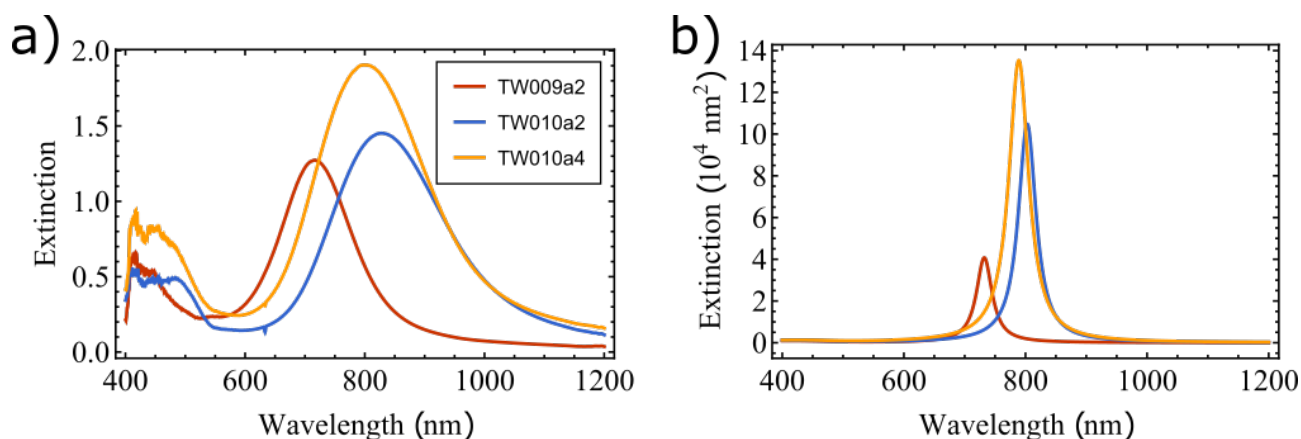 a)
2.0
1.5
1.0
0.5
0.0
Extinction
400 600 800 1000 1200
Wavelength (nm)
TW009a2
TW010a2
TW010a4
b)
14
12
10
8
6
4
2
0
Extinction (10⁴ nm²)
400 600 800 1000 1200
Wavelength (nm)